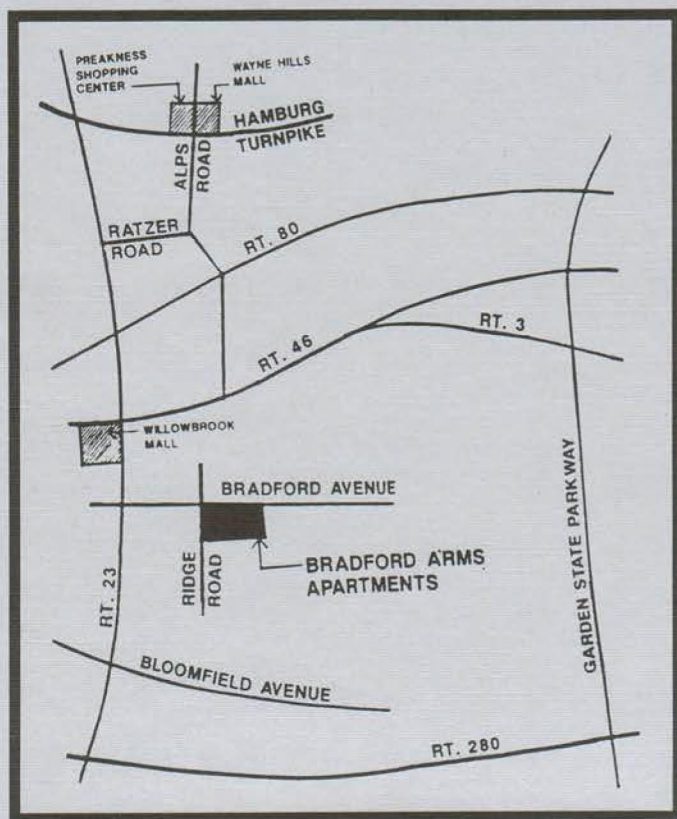 PREAKNESS
SHOPPING
CENTER
WAYNE HILLS
MALL
HAMBURG
TURNPIKE
ALPS
ROAD
RATZER
ROAD
RT. 80
RT. 46
RT. 3
WILLOWBROOK
MALL
BRADFORD AVENUE
BRADFORD ARMS
APARTMENTS
RIDGE
ROAD
RT. 23
GARDEN STATE PARKWAY
BLOOMFIELD AVENUE
RT. 280